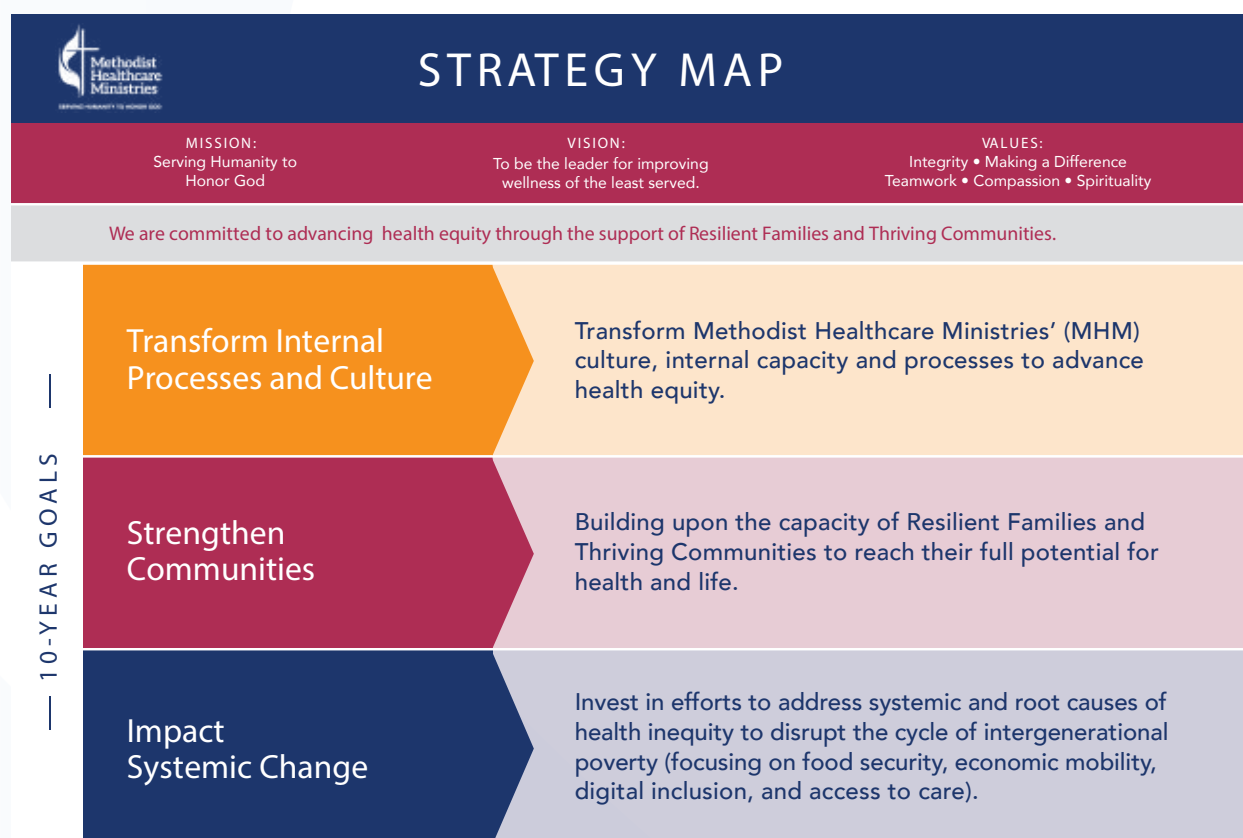 Methodist
Healthcare
Ministries
SERVING HUMANITY TO HONOR GOD
STRATEGY MAP
MISSION:
Serving Humanity to
Honor God
VISION:
To be the leader for improving
wellness of the least served.
VALUES:
Integrity • Making a Difference
Teamwork • Compassion • Spirituality
We are committed to advancing health equity through the support of Resilient Families and Thriving Communities.
10-YEAR GOALS
Transform Internal
Processes and Culture
Transform Methodist Healthcare Ministries’ (MHM)
culture, internal capacity and processes to advance
health equity.
Strengthen
Communities
Building upon the capacity of Resilient Families and
Thriving Communities to reach their full potential for
health and life.
Impact
Systemic Change
Invest in efforts to address systemic and root causes of
health inequity to disrupt the cycle of intergenerational
poverty (focusing on food security, economic mobility,
digital inclusion, and access to care).